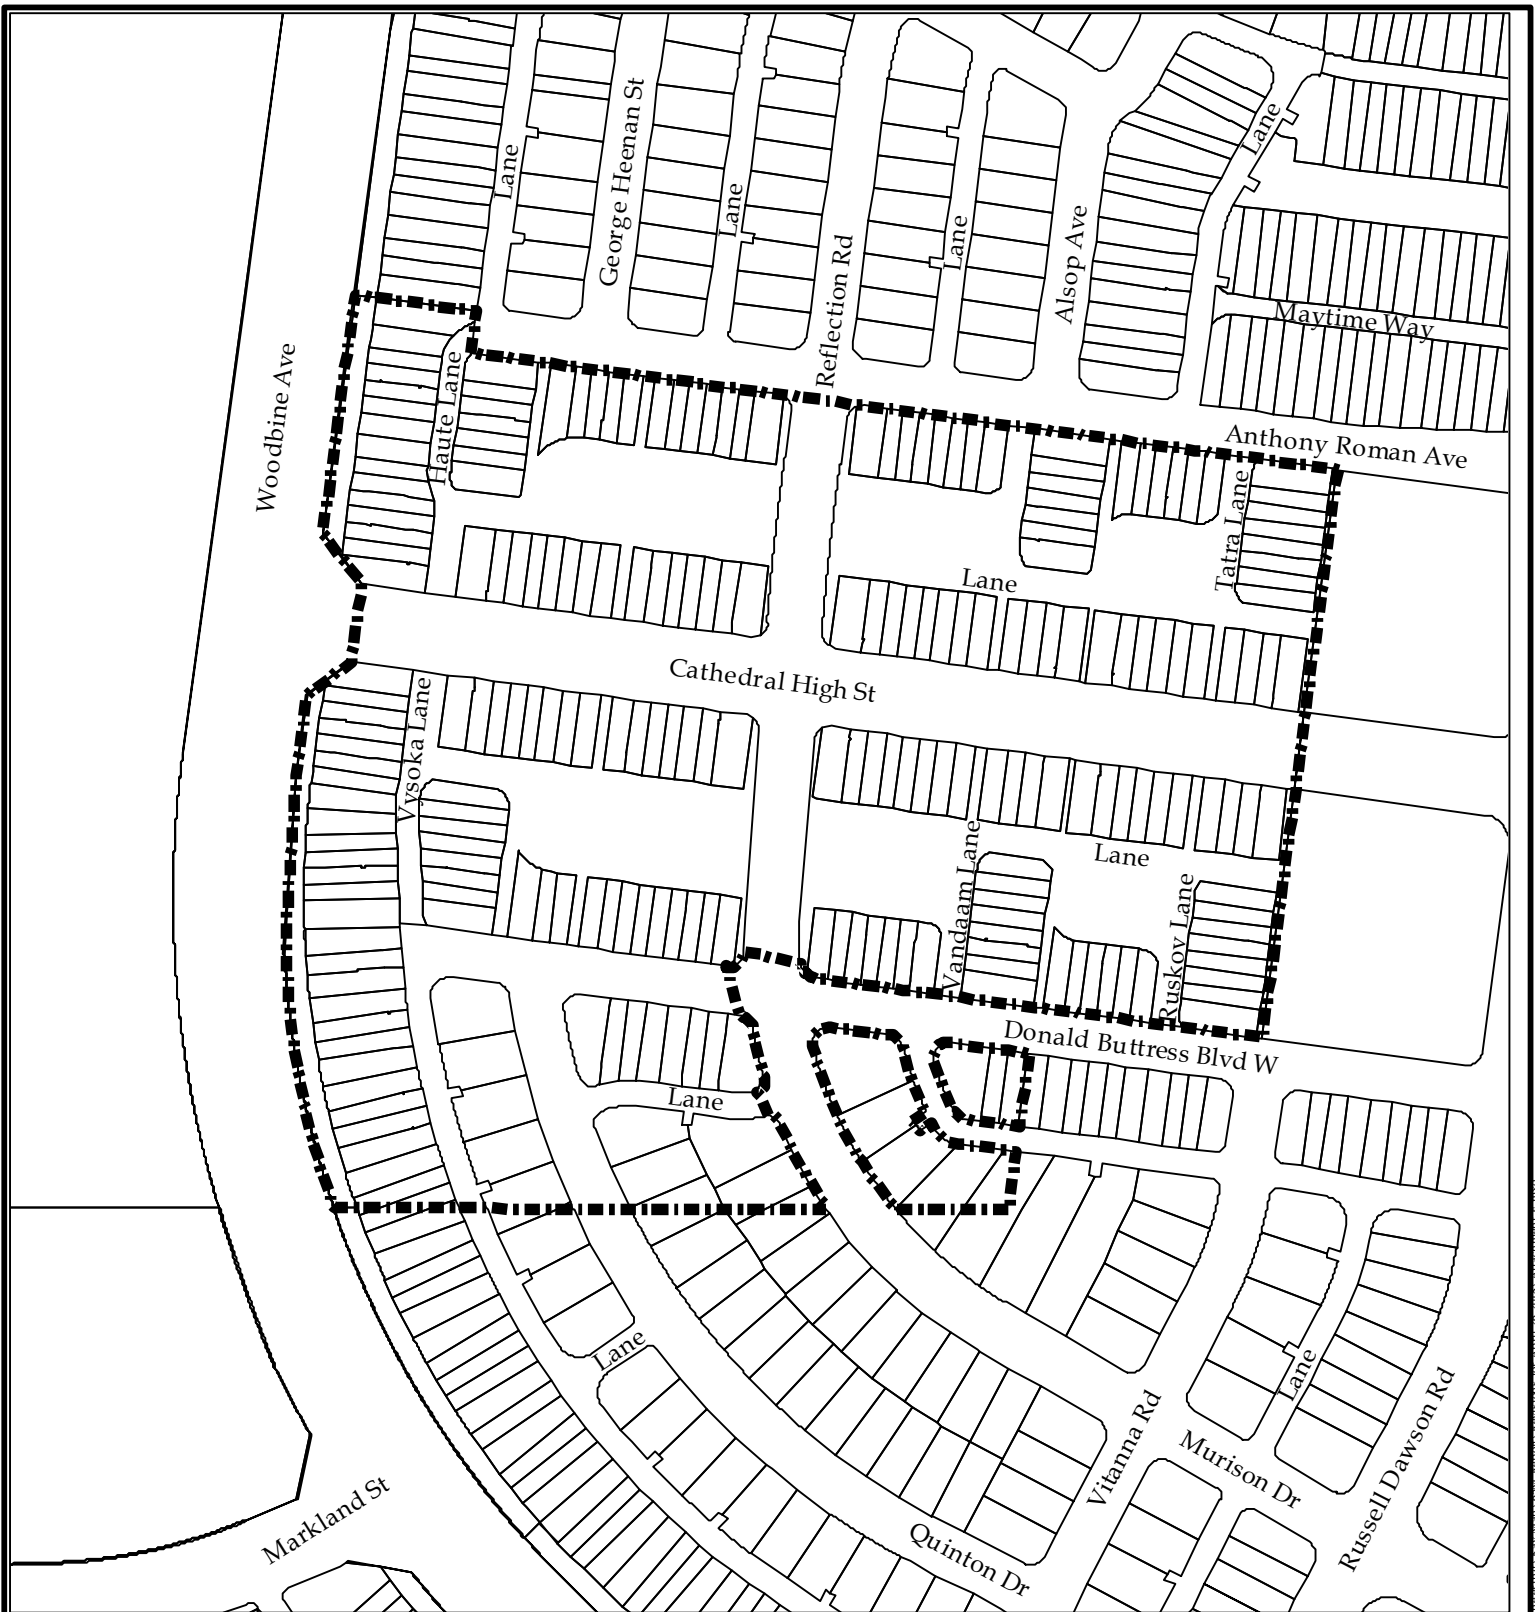 Lane
George Heenan St
Lane
Reflection Rd
Lane
Alsop Ave
Lane
Maytime Way
Woodbine Ave
Haute Lane
Anthony Roman Ave
Tatra Lane
Lane
Cathedral High St
Vysoka Lane
Vandaam Lane
Lane
Ruskov Lane
Donald Buttress Blvd W
Lane
Lane
Lane
Vitanna Rd
Murison Dr
Russell Dawson Rd
Markland St
Quinton Dr